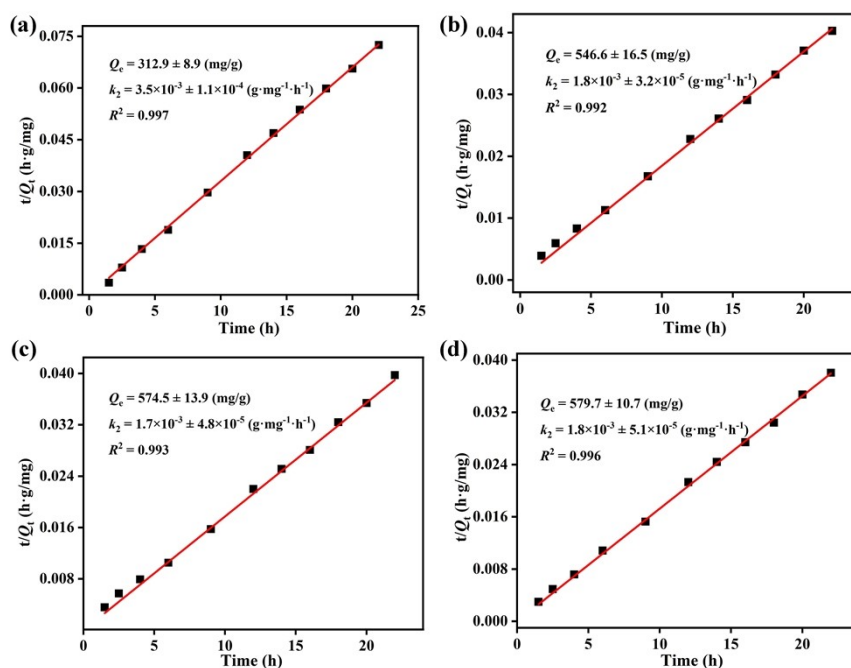 (a)
0.075
0.060
0.045
0.030
0.015
0.000
t/Qt (h·g/mg)
Qe = 312.9 ± 8.9 (mg/g)
k2 = 3.5×10-3 ± 1.1×10-4 (g·mg-1·h-1)
R2 = 0.997
0 5 10 15 20 25
Time (h)
(b)
0.04
0.03
0.02
0.01
0.00
t/Qt (h·g/mg)
Qe = 546.6 ± 16.5 (mg/g)
k2 = 1.8×10-3 ± 3.2×10-5 (g·mg-1·h-1)
R2 = 0.992
0 5 10 15 20
Time (h)
(c)
0.040
0.032
0.024
0.016
0.008
t/Qt (h·g/mg)
Qe = 574.5 ± 13.9 (mg/g)
k2 = 1.7×10-3 ± 4.8×10-5 (g·mg-1·h-1)
R2 = 0.993
0 5 10 15 20
Time (h)
(d)
0.040
0.032
0.024
0.016
0.008
0.000
t/Qt (h·g/mg)
Qe = 579.7 ± 10.7 (mg/g)
k2 = 1.8×10-3 ± 5.1×10-5 (g·mg-1·h-1)
R2 = 0.996
0 5 10 15 20
Time (h)